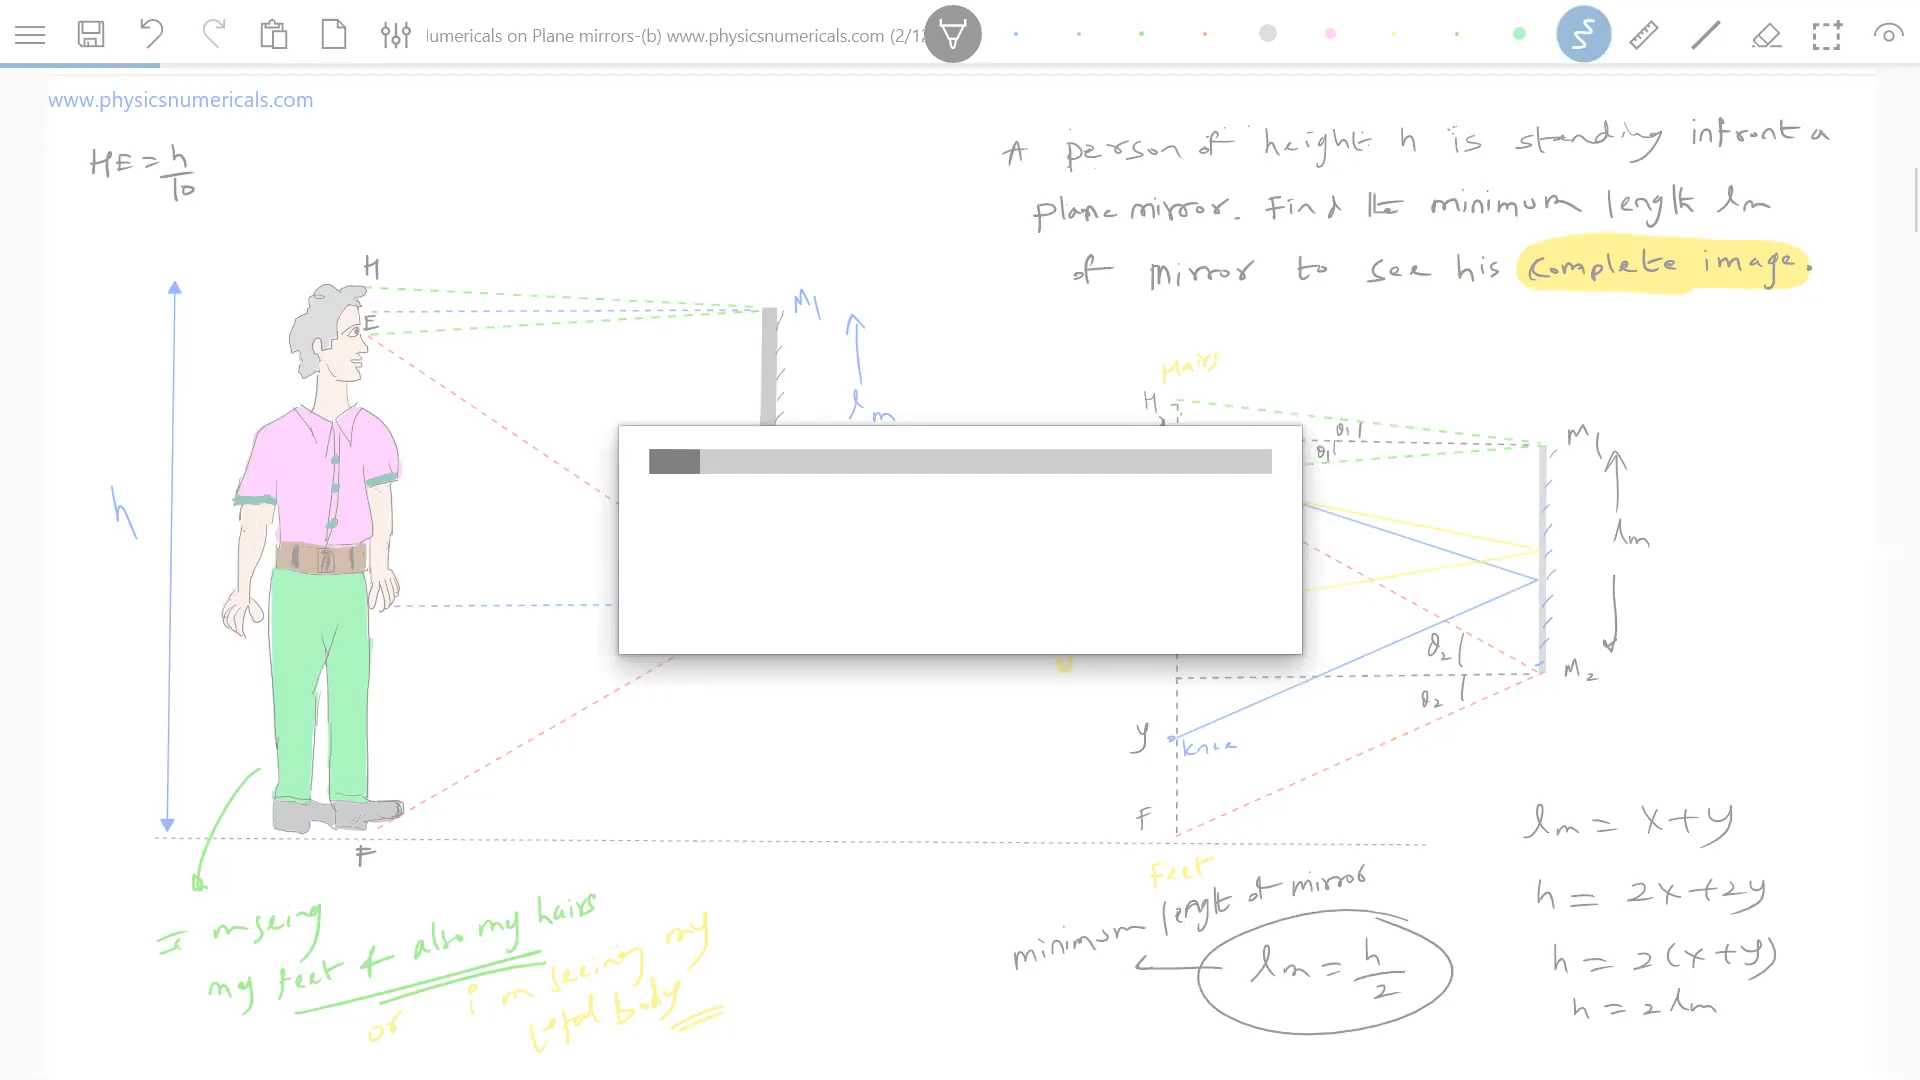 umericals on Plane mirrors-(b) www.physicsnumericals.com (2/12
www.physicsnumericals.com
HE = h/10
A person of height h is standing infront a
plane mirror. Find the minimum length lm
of mirror to see his complete image.
H
E
M1
lm
h
F
Hairs
H
θ1
θ1
M1
lm
θ2
θ2
M2
y
knee
F
Feet
I m seing
my feet & also my hairs
or i m seeing my
total body
minimum length of mirror
lm = h/2
lm = x+y
h = 2x+2y
h = 2(x+y)
h = 2lm